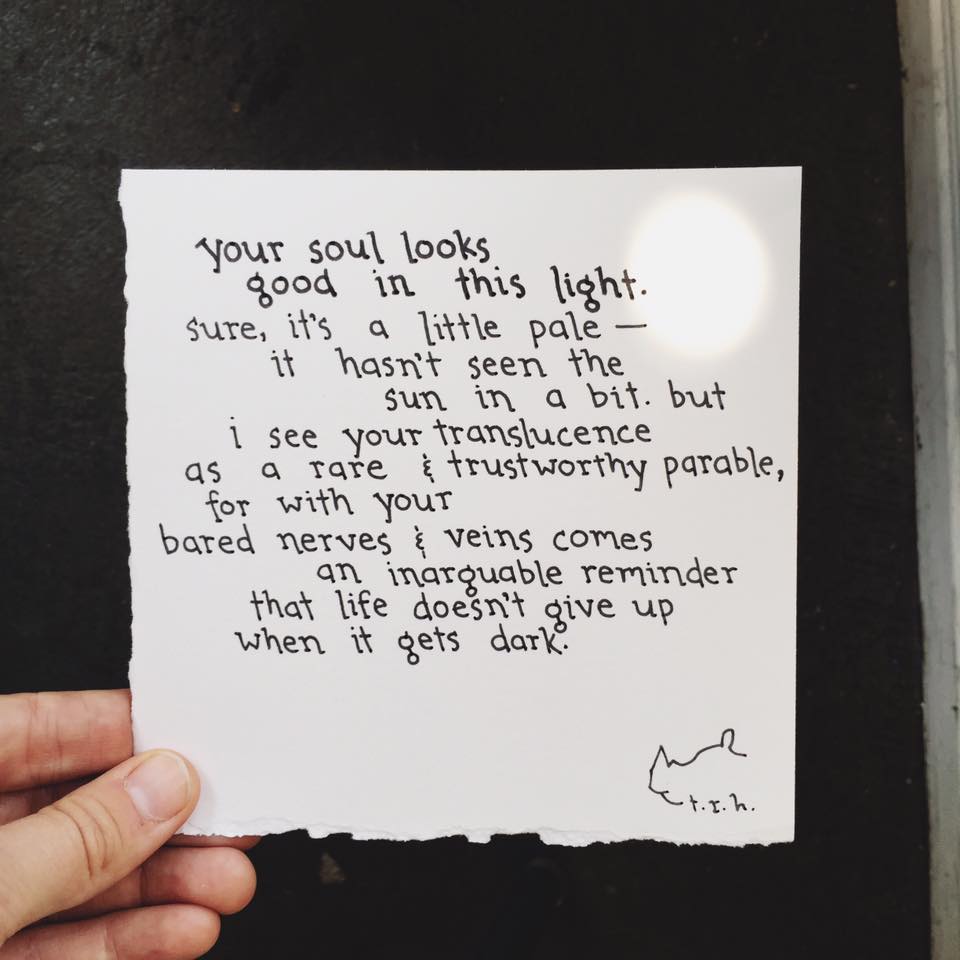 your soul looks
good in this light.
sure, it's a little pale —
it hasn't seen the
sun in a bit. but
i see your translucence
as a rare & trustworthy parable,
for with your
bared nerves & veins comes
an inarguable reminder
that life doesn't give up
when it gets dark.
t.r.h.